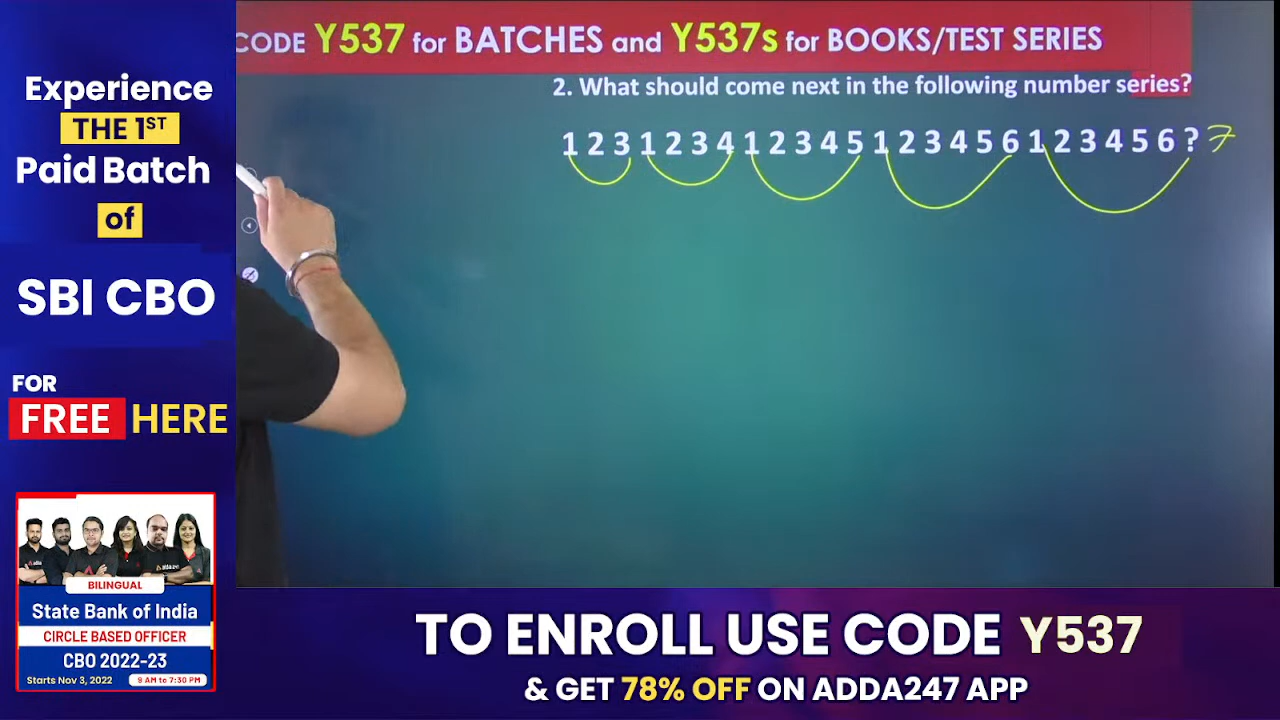 CODE Y537 for BATCHES and Y537s for BOOKS/TEST SERIES
Experience
THE 1ST
Paid Batch
of
SBI CBO
FOR
FREE HERE
2. What should come next in the following number series?
1 2 3 1 2 3 4 1 2 3 4 5 1 2 3 4 5 6 1 2 3 4 5 6 ? 7
BILINGUAL
State Bank of India
CIRCLE BASED OFFICER
CBO 2022-23
Starts Nov 3, 2022 9 AM to 7:30 PM
TO ENROLL USE CODE Y537
& GET 78% OFF ON ADDA247 APP